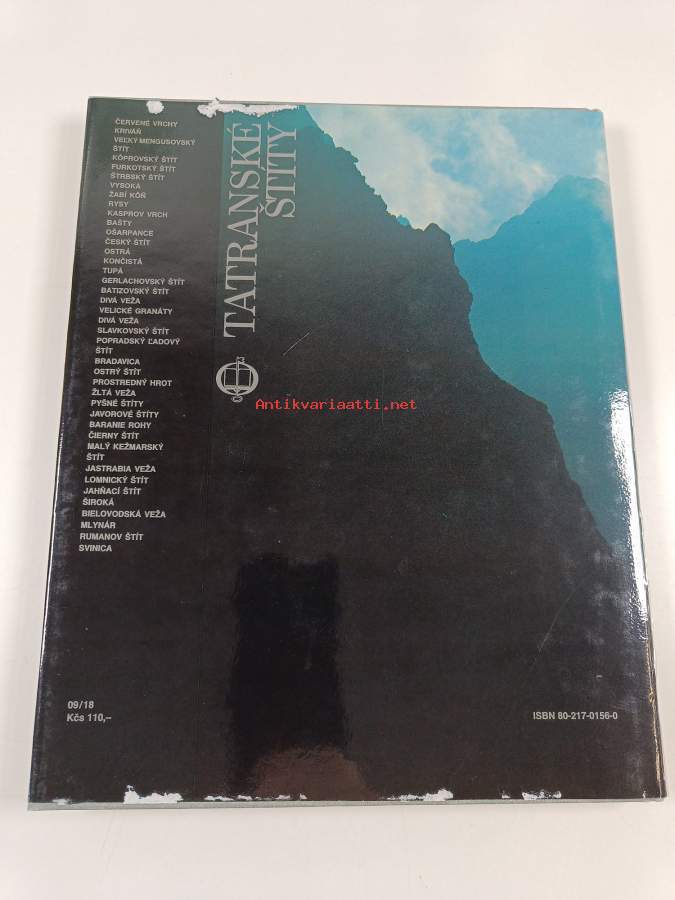 ČERVENÉ VRCHY
KRIVÁŇ
VEĽKÝ MENGUSOVSKÝ
ŠTÍT
KÔPROVSKÝ ŠTÍT
FURKOTSKÝ ŠTÍT
ŠTRBSKÝ ŠTÍT
VYSOKÁ
ŽABÍ KÔŇ
RYSY
KASPROV VRCH
BAŠTY
OŠARPANCE
ČESKÝ ŠTÍT
OSTRÁ
KONČISTÁ
TUPÁ
GERLACHOVSKÝ ŠTÍT
BATIZOVSKÝ ŠTÍT
DIVÁ VEŽA
VELICKÉ GRANÁTY
DIVÁ VEŽA
SLAVKOVSKÝ ŠTÍT
POPRADSKÝ ĽADOVÝ
ŠTÍT
BRADAVICA
OSTRÝ ŠTÍT
PROSTREDNÝ HROT
ŽLTÁ VEŽA
PYŠNÉ ŠTÍTY
JAVOROVÉ ŠTÍTY
BARANIE ROHY
ČIERNY ŠTÍT
MALÝ KEŽMARSKÝ
ŠTÍT
JASTRABIA VEŽA
LOMNICKÝ ŠTÍT
JAHŇACÍ ŠTÍT
ŠIROKÁ
BIELOVODSKÁ VEŽA
MLYNÁR
RUMANOV ŠTÍT
SVINICA
TATRANSKÉ
ŠTÍTY
Antikvariaatti.net
09/18
Kčs 110,–
ISBN 80-217-0156-0